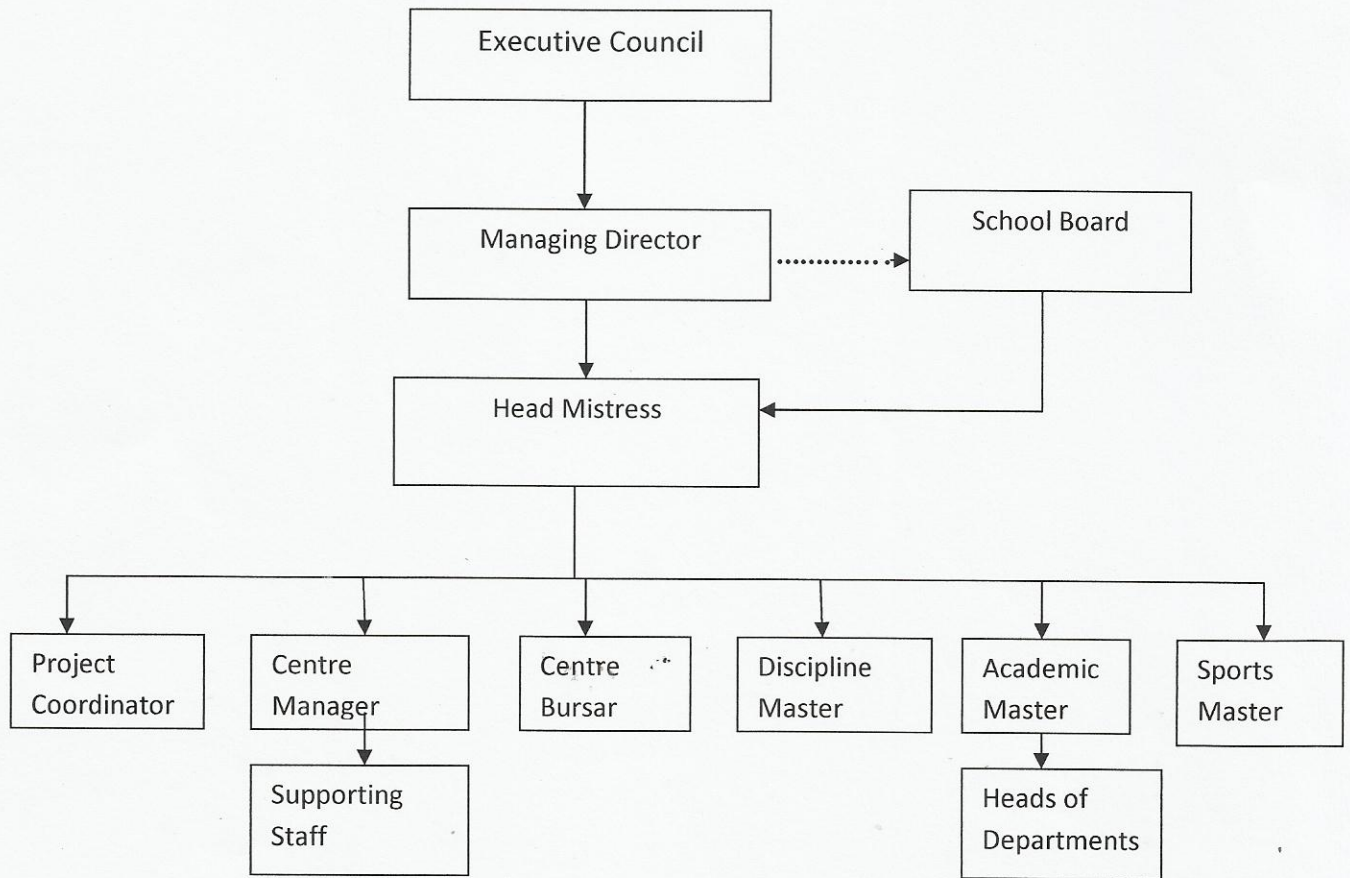 Executive Council
Managing Director
School Board
Head Mistress
Project
Coordinator
Centre
Manager
Centre
Bursar
Discipline
Master
Academic
Master
Sports
Master
Supporting
Staff
Heads of
Departments